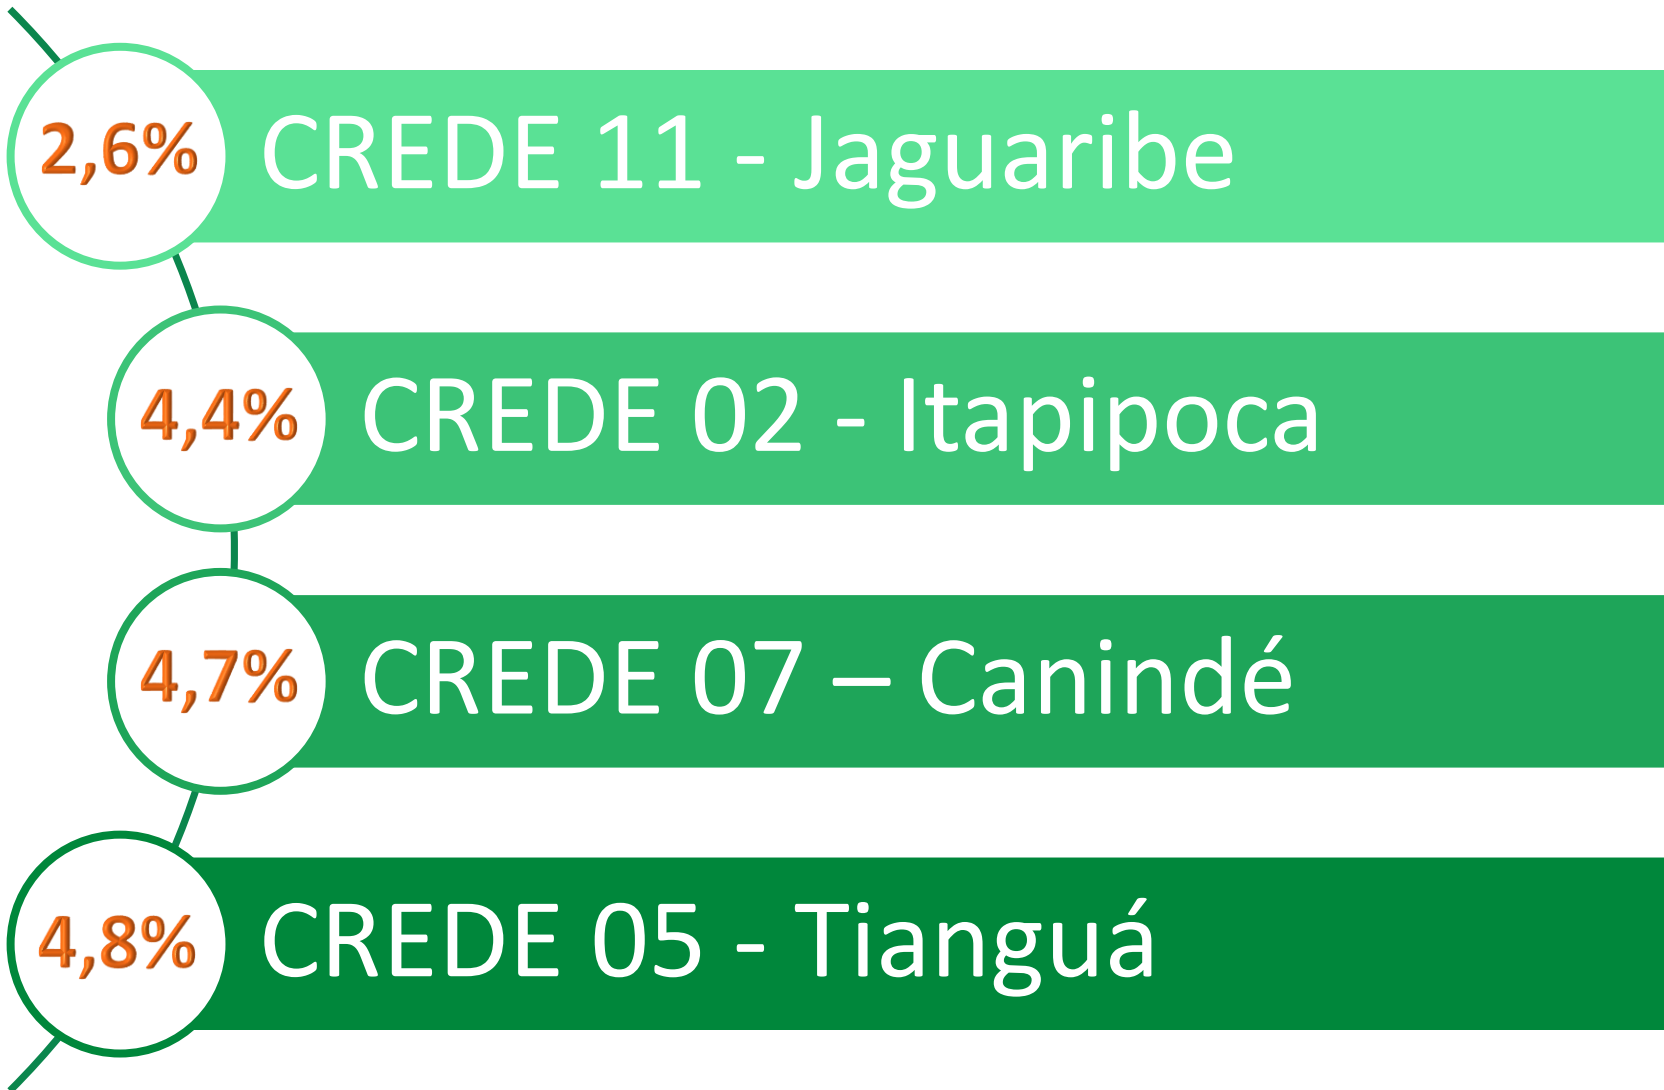 2,6% CREDE 11 - Jaguaribe
4,4% CREDE 02 - Itapipoca
4,7% CREDE 07 – Canindé
4,8% CREDE 05 - Tianguá